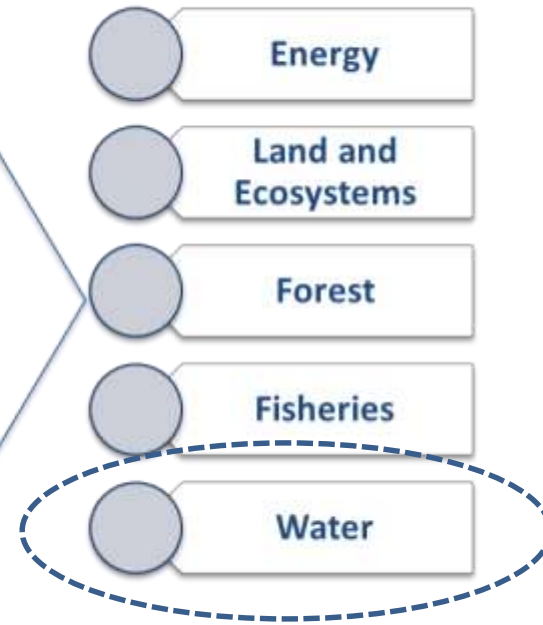 Energy
Land and
Ecosystems
Forest
Fisheries
Water